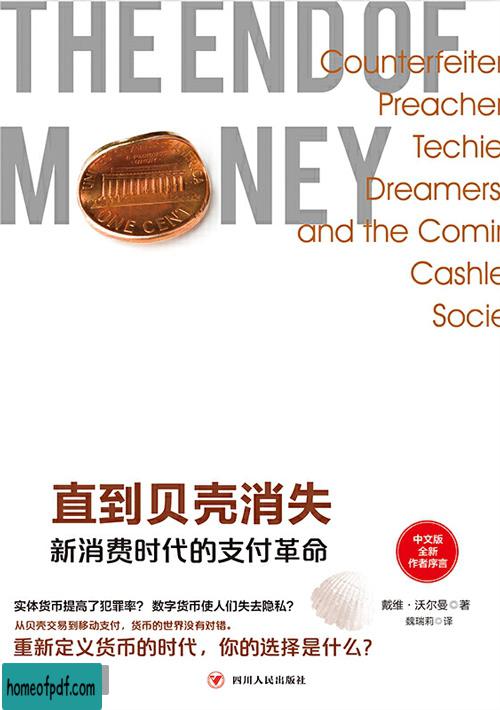 THE END OF
M NEY
Counterfeiter
Preacher
Techie
Dreamers
and the Comin
Cashle
Socie
ONE CENT
直到贝壳消失
新消费时代的支付革命
中文版
全新
作者序言
实体货币提高了犯罪率？ 数字货币使人们失去隐私？
从贝壳交易到移动支付，货币的世界没有对错。
重新定义货币的时代，你的选择是什么？
戴维·沃尔曼◎著
魏瑞莉◎译
四川人民出版社
homeofpdf.com